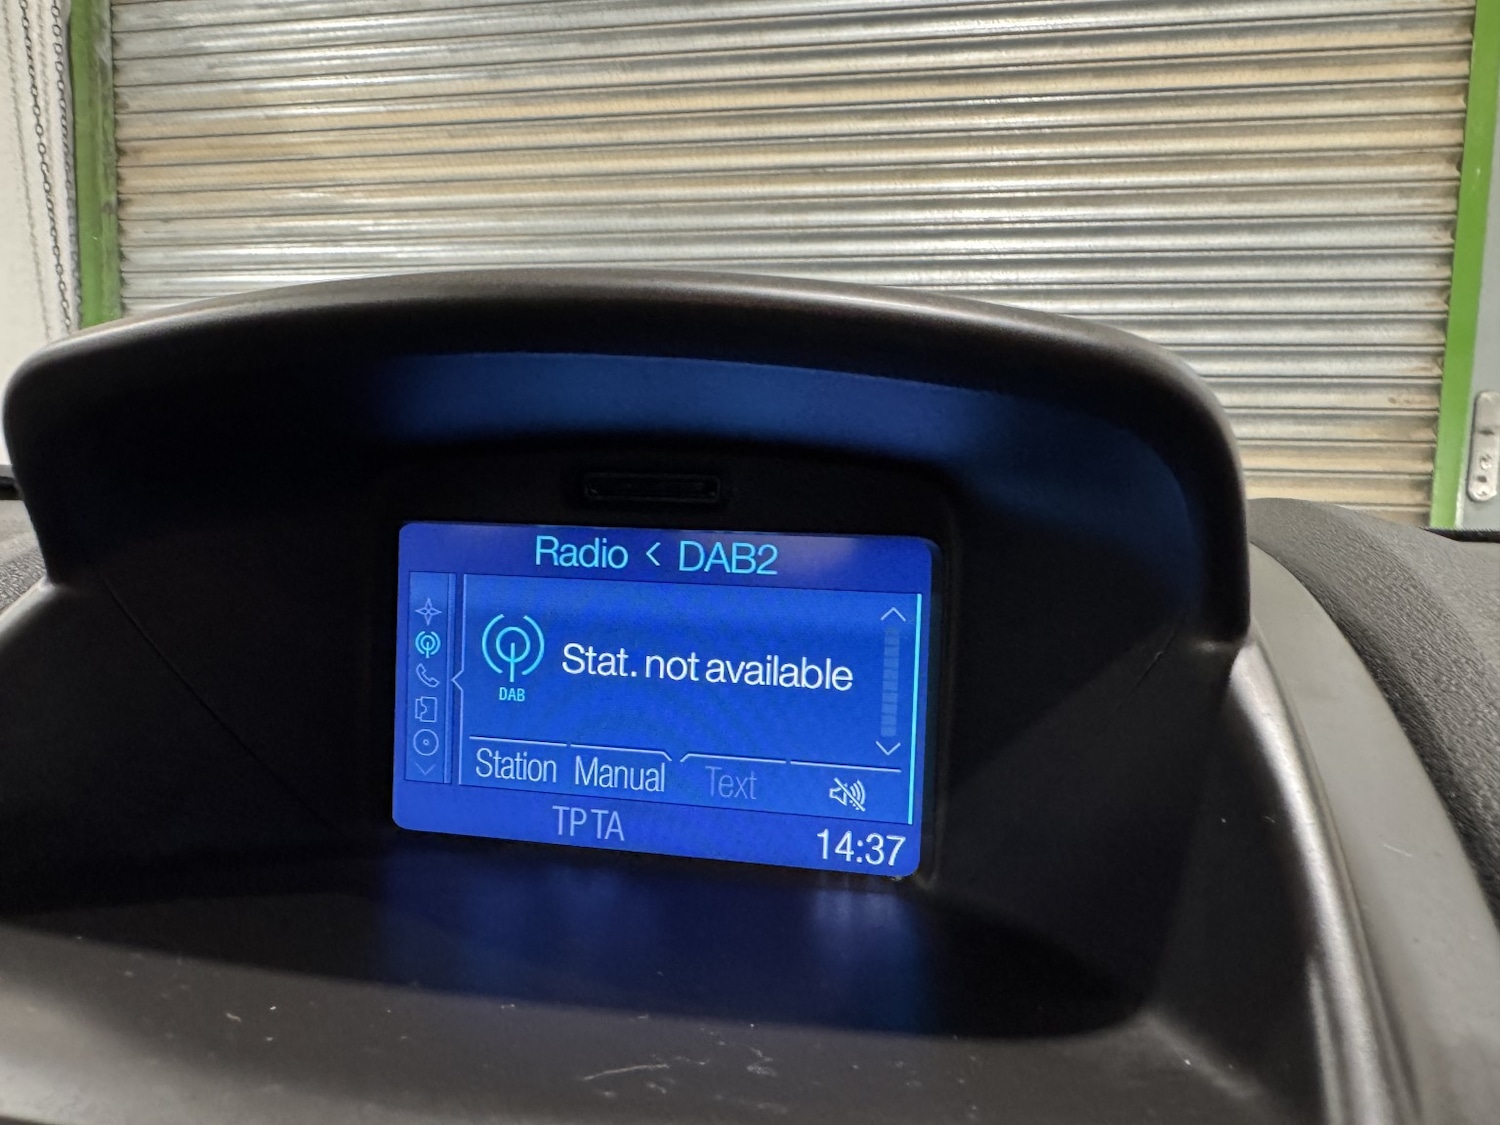 Radio < DAB2
DAB
Stat. not available
Station Manual Text
TP TA
14:37